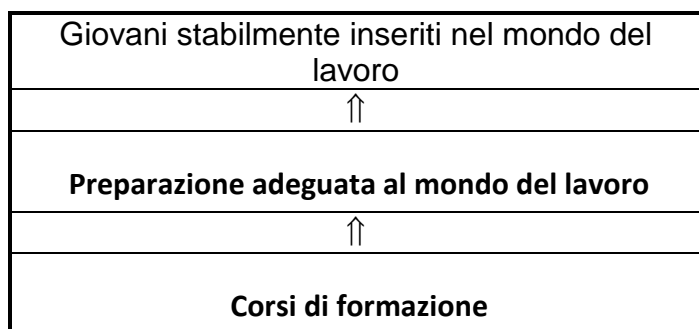 Giovani stabilmente inseriti nel mondo del
lavoro
⇑
Preparazione adeguata al mondo del lavoro
⇑
Corsi di formazione